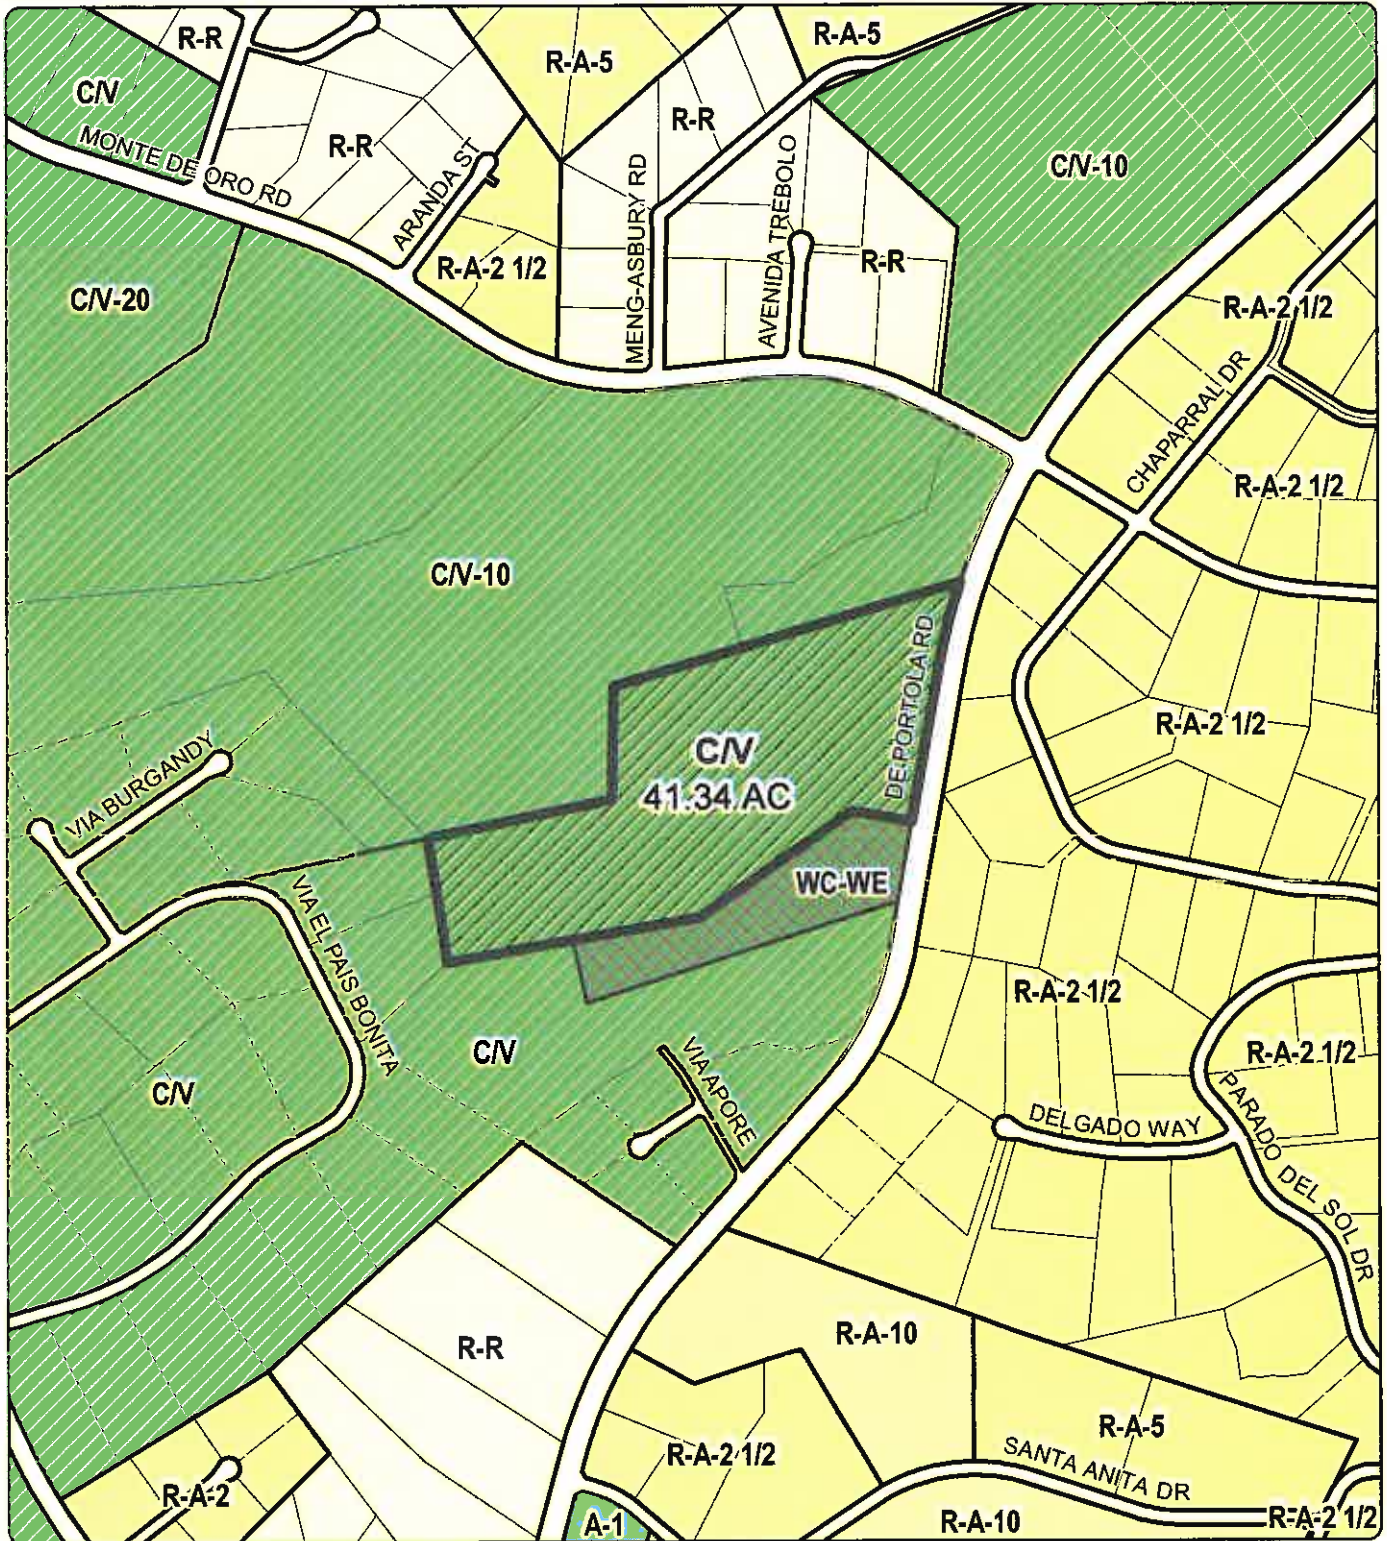 R-R
R-A-5
R-A-5
C/V
R-R
R-R
MONTE DE ORO RD
ARANDA ST
MENG-ASBURY RD
AVENIDA TREBOLO
C/V-10
R-A-2 1/2
R-R
C/V-20
R-A-2 1/2
CHAPARRAL DR
R-A-2 1/2
C/V-10
DE PORTOLA RD
R-A-2 1/2
C/V
41.34 AC
VIA BURGANDY
WC-WE
VIA EL PAIS BONITA
R-A-2 1/2
C/V
VIA APORE
R-A-2 1/2
C/V
DELGADO WAY
PARADO DEL SOL DR
R-R
R-A-10
R-A-2 1/2
R-A-5
SANTA ANITA DR
R-A-2
A-1
R-A-10
R-A-2 1/2